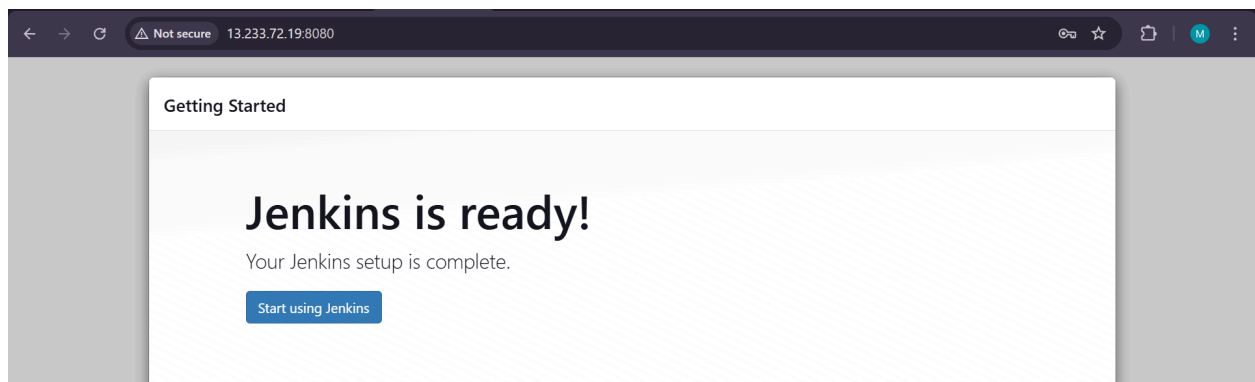 Not secure 13.233.72.19:8080
M
Getting Started
Jenkins is ready!
Your Jenkins setup is complete.
Start using Jenkins